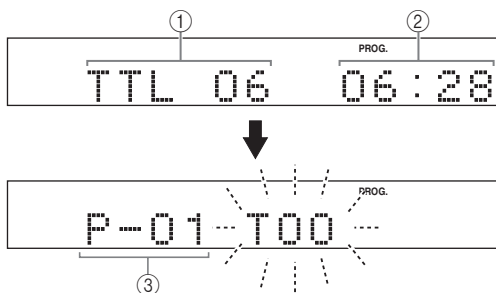 ① ②
PROG.
TTL 06 06:28
PROG.
P-01 T00
③